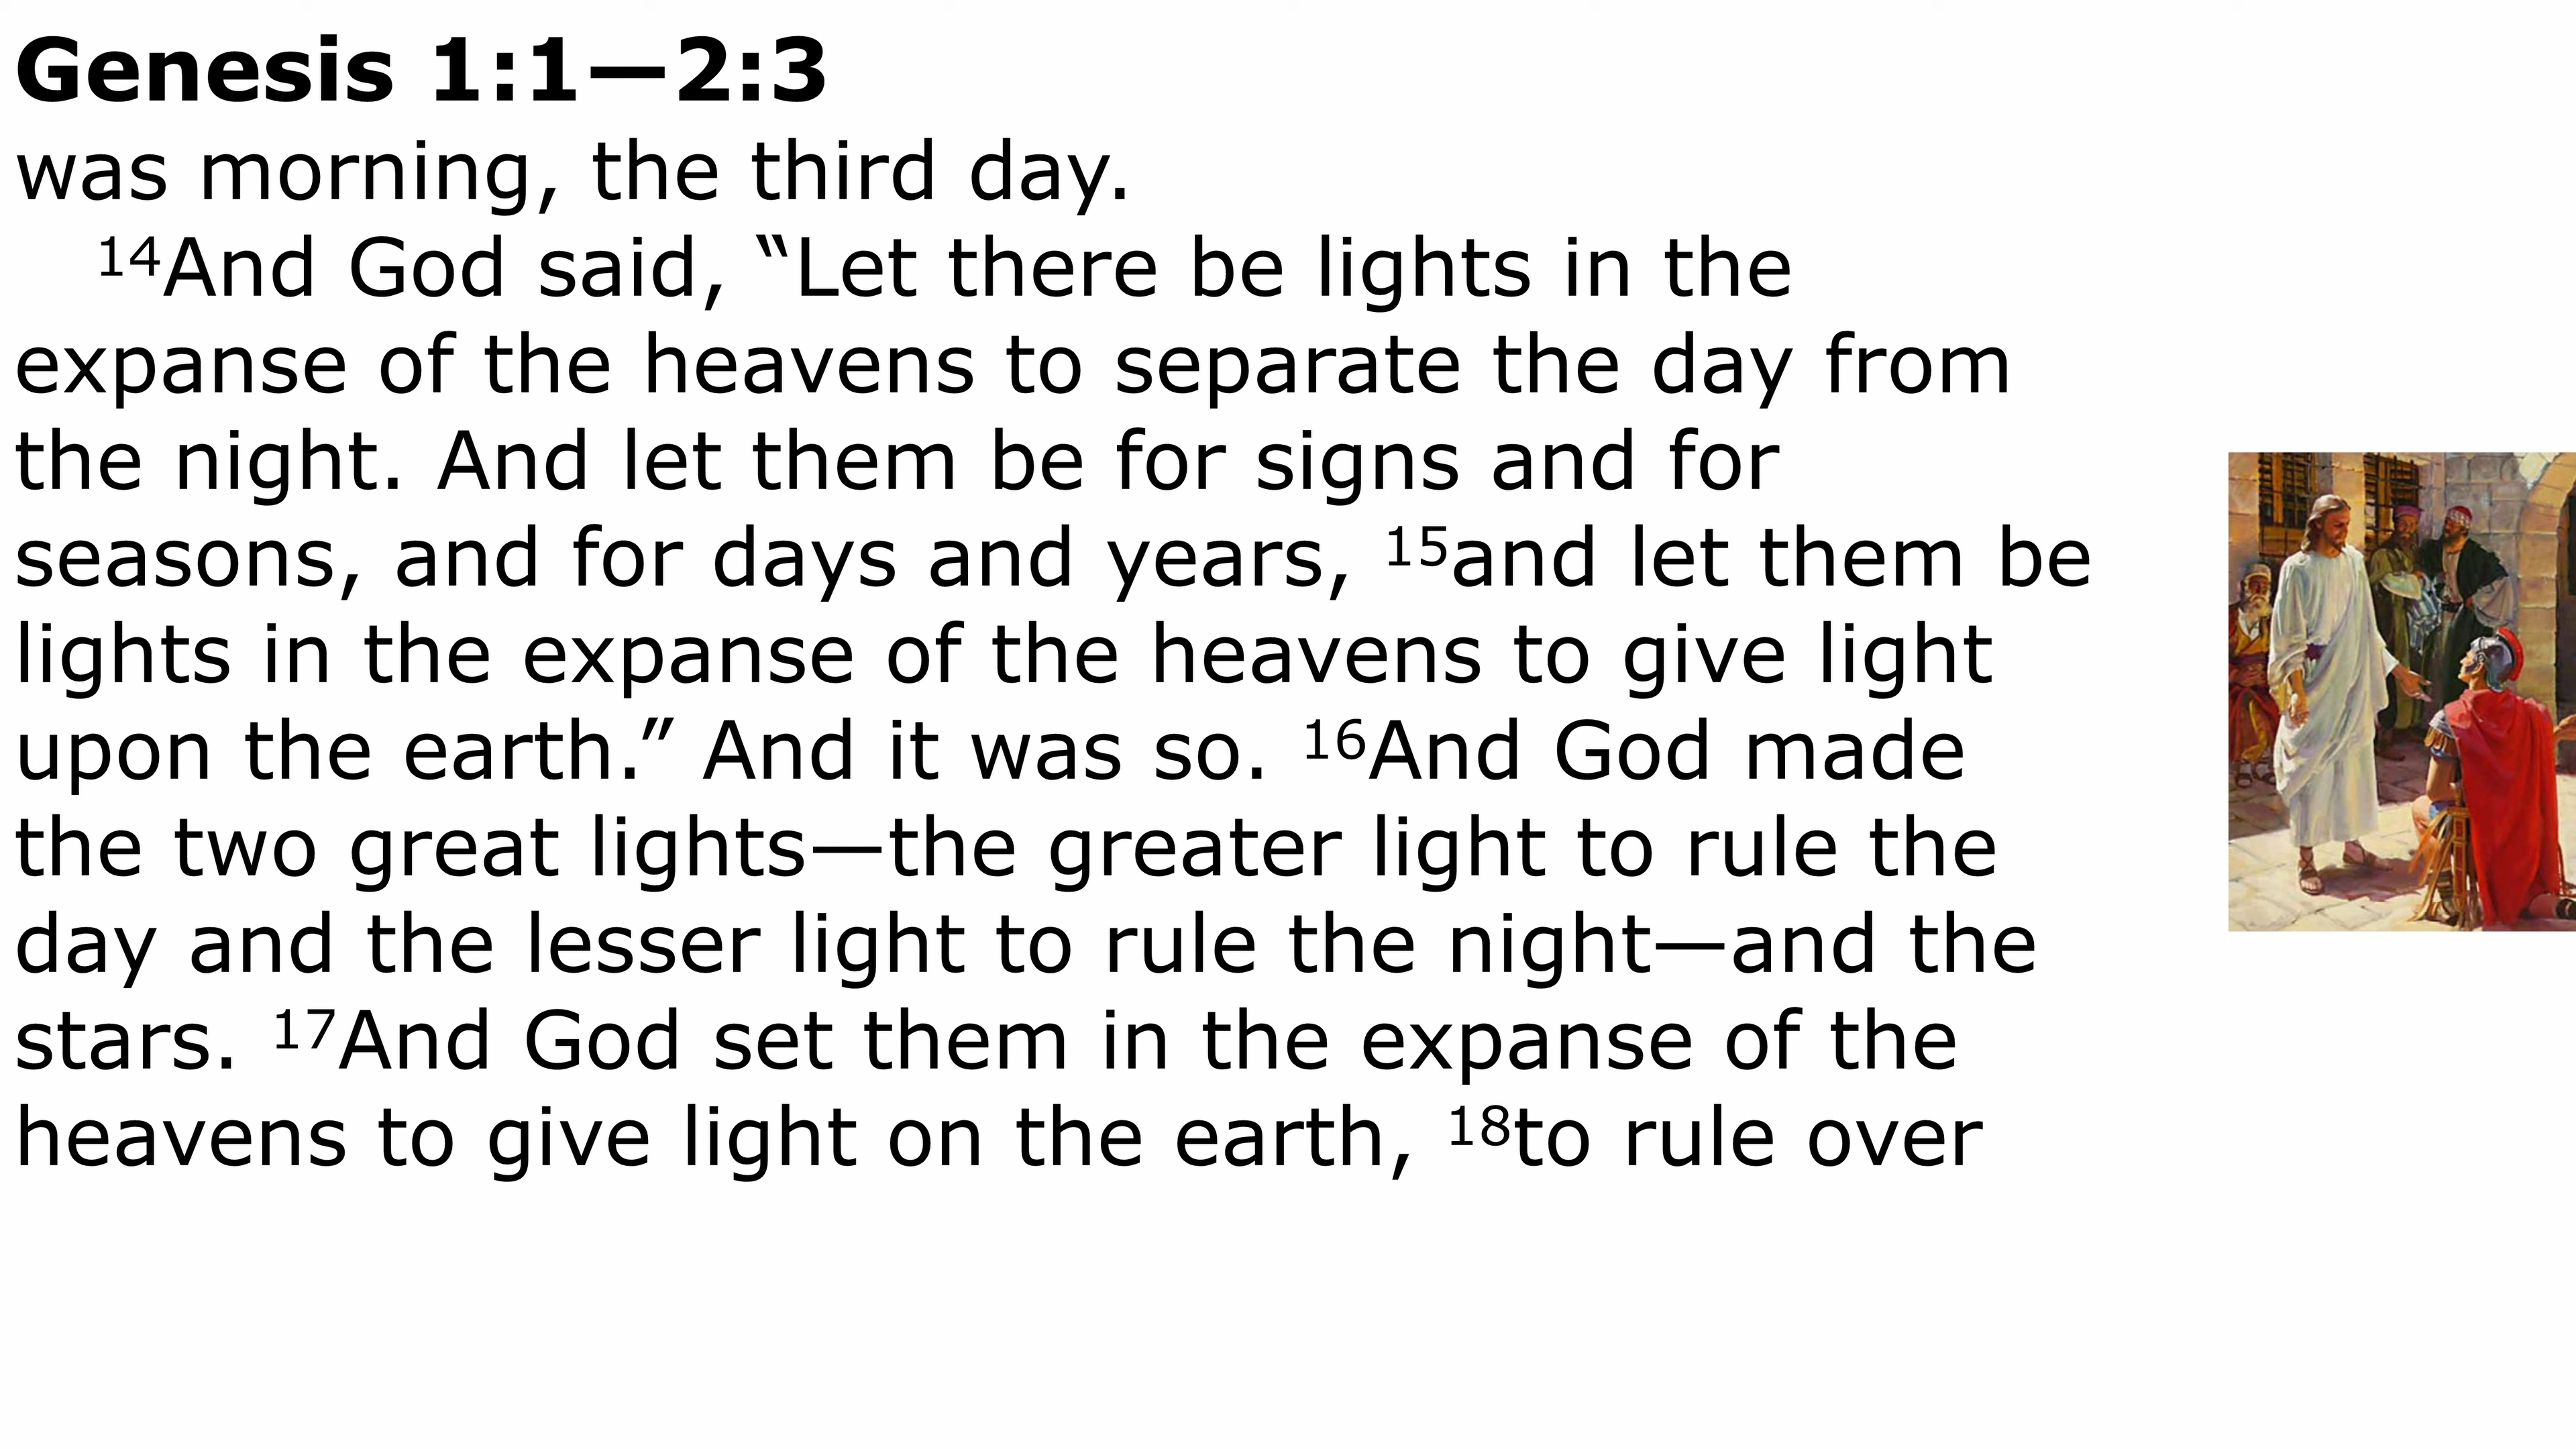 Genesis 1:1—2:3
was morning, the third day.
14And God said, “Let there be lights in the
expanse of the heavens to separate the day from
the night. And let them be for signs and for
seasons, and for days and years, 15and let them be
lights in the expanse of the heavens to give light
upon the earth.” And it was so. 16And God made
the two great lights—the greater light to rule the
day and the lesser light to rule the night—and the
stars. 17And God set them in the expanse of the
heavens to give light on the earth, 18to rule over